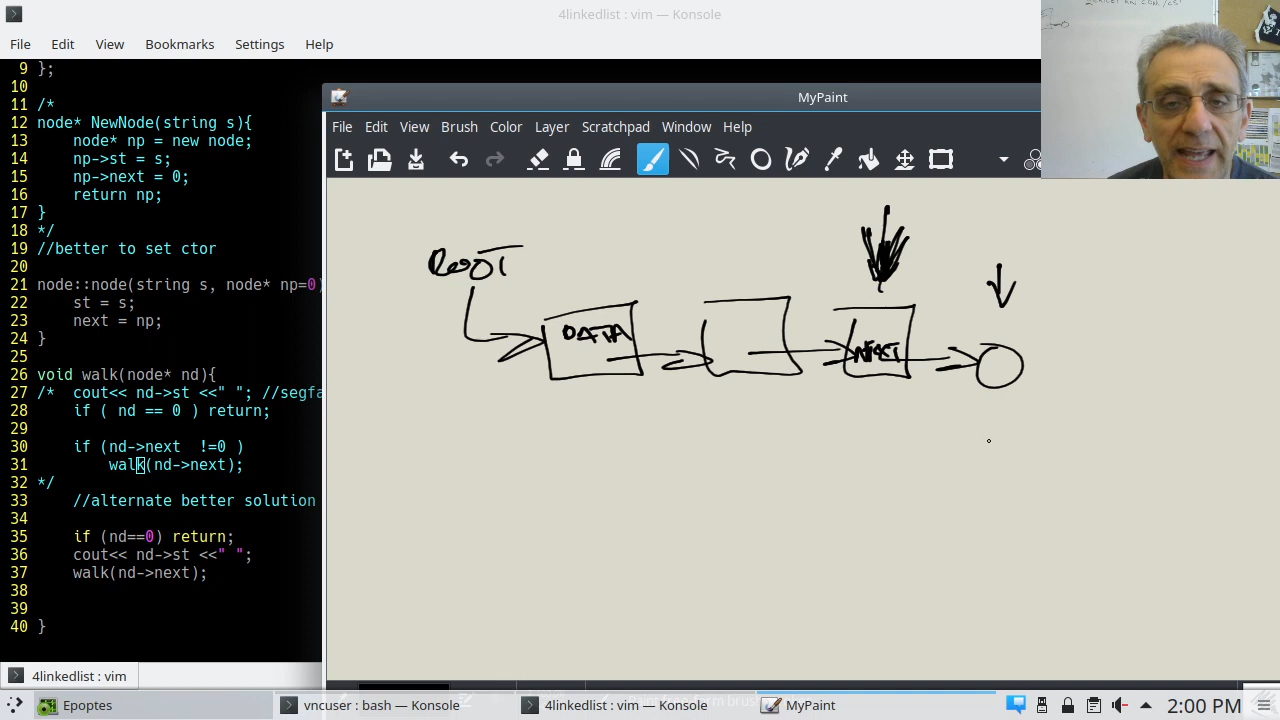 4linkedlist : vim — Konsole
File Edit View Bookmarks Settings Help
9 };
10
11 /*
12 node* NewNode(string s){
13 node* np = new node;
14 np->st = s;
15 np->next = 0;
16 return np;
17 }
18 */
19 //better to set ctor
20
21 node::node(string s, node* np=0)
22 st = s;
23 next = np;
24 }
25
26 void walk(node* nd){
27 /* cout<< nd->st <<" "; //segfa
28 if ( nd == 0 ) return;
29
30 if (nd->next !=0 )
31 walk(nd->next);
32 */
33 //alternate better solution
34
35 if (nd==0) return;
36 cout<< nd->st <<" ";
37 walk(nd->next);
38
39
40 }
4linkedlist : vim
MyPaint
File Edit View Brush Color Layer Scratchpad Window Help
ROOT
DATA
NEXT
Epoptes
vncuser : bash — Konsole
4linkedlist : vim — Konsole
MyPaint
2:00 PM